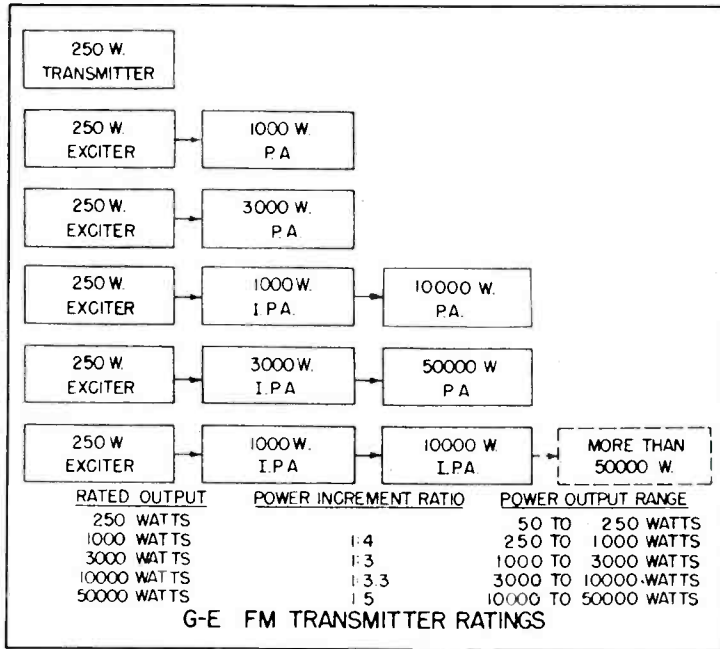 250 W.
TRANSMITTER
250 W.
EXCITER
1000 W.
P.A
250 W.
EXCITER
3000 W.
P.A
250 W.
EXCITER
1000 W.
I.P.A.
10000 W.
P.A.
250 W.
EXCITER
3000 W.
I.P.A
50000 W
P.A
250 W
EXCITER
1000 W.
I.P.A
10000 W.
I.P.A.
MORE THAN
50000 W.
RATED OUTPUT POWER INCREMENT RATIO POWER OUTPUT RANGE
250 WATTS 50 TO 250 WATTS
1000 WATTS 1:4 250 TO 1000 WATTS
3000 WATTS 1:3 1000 TO 3000 WATTS
10000 WATTS 1:3.3 3000 TO 10000 WATTS
50000 WATTS 1:5 10000 TO 50000 WATTS
G-E FM TRANSMITTER RATINGS